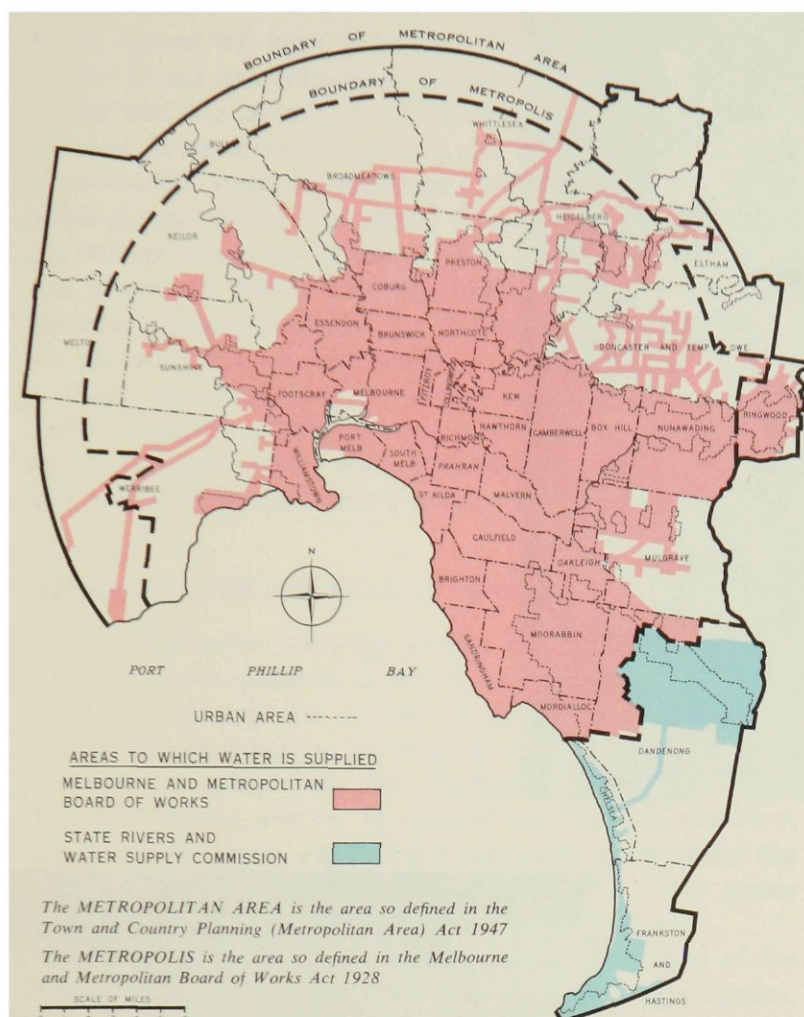 BOUNDARY OF METROPOLITAN AREA
BOUNDARY OF METROPOLIS
WHITTLESEA
BULLA
BROADMEADOWS
HEIDELBERG
KEILOR
PRESTON
ELTHAM
COBURG
ESSENDON
BRUNSWICK
NORTHCOTE
MELTON
DONCASTER AND TEMPLOWE
SUNSHINE
FOOTSCRAY
MELBOURNE
FITZROY
KEW
RINGWOOD
HAWTHORN
CAMBERWELL
BOX HILL
NUNAWADING
RICHMOND
PORT
MELB
SOUTH
MELB
WILLIAMSTOWN
PRAHRAN
WERRIBEE
ST KILDA
MALVERN
CAULFIELD
OAKLEIGH
MULGRAVE
BRIGHTON
N
MOORABBIN
SANDRINGHAM
PORT PHILLIP BAY
MORDIALLOC
URBAN AREA
DANDENONG
AREAS TO WHICH WATER IS SUPPLIED
MELBOURNE AND METROPOLITAN
BOARD OF WORKS
CHELSEA
STATE RIVERS AND
WATER SUPPLY COMMISSION
The METROPOLITAN AREA is the area so defined in the
Town and Country Planning (Metropolitan Area) Act 1947
The METROPOLIS is the area so defined in the Melbourne
and Metropolitan Board of Works Act 1928
FRANKSTON
AND
HASTINGS
SCALE OF MILES